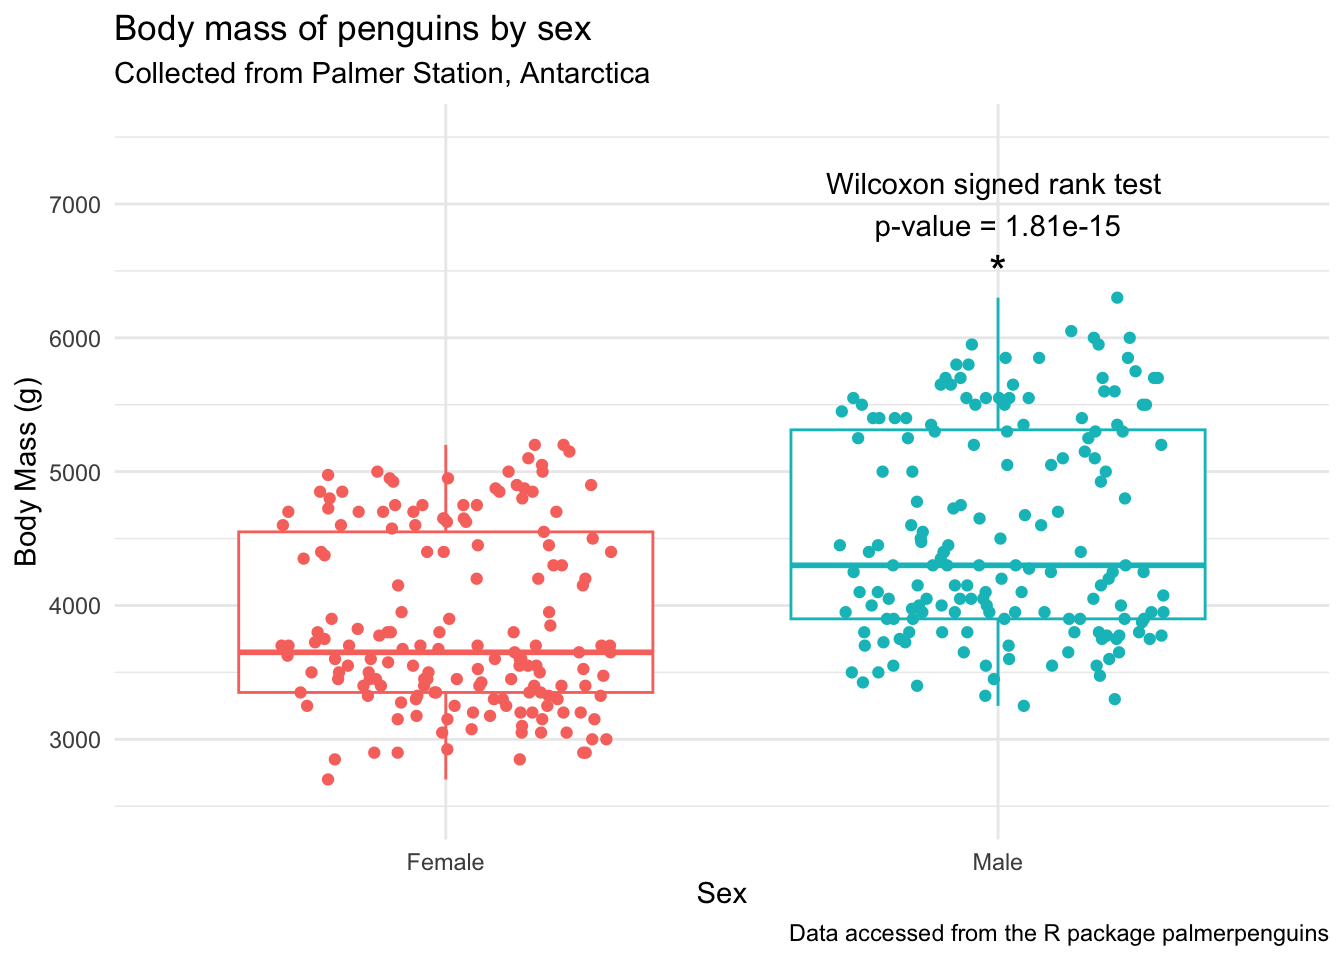 Body mass of penguins by sex
Collected from Palmer Station, Antarctica
Wilcoxon signed rank test
p-value = 1.81e-15
*
7000
6000
5000
4000
3000
Body Mass (g)
Female
Male
Sex
Data accessed from the R package palmerpenguins